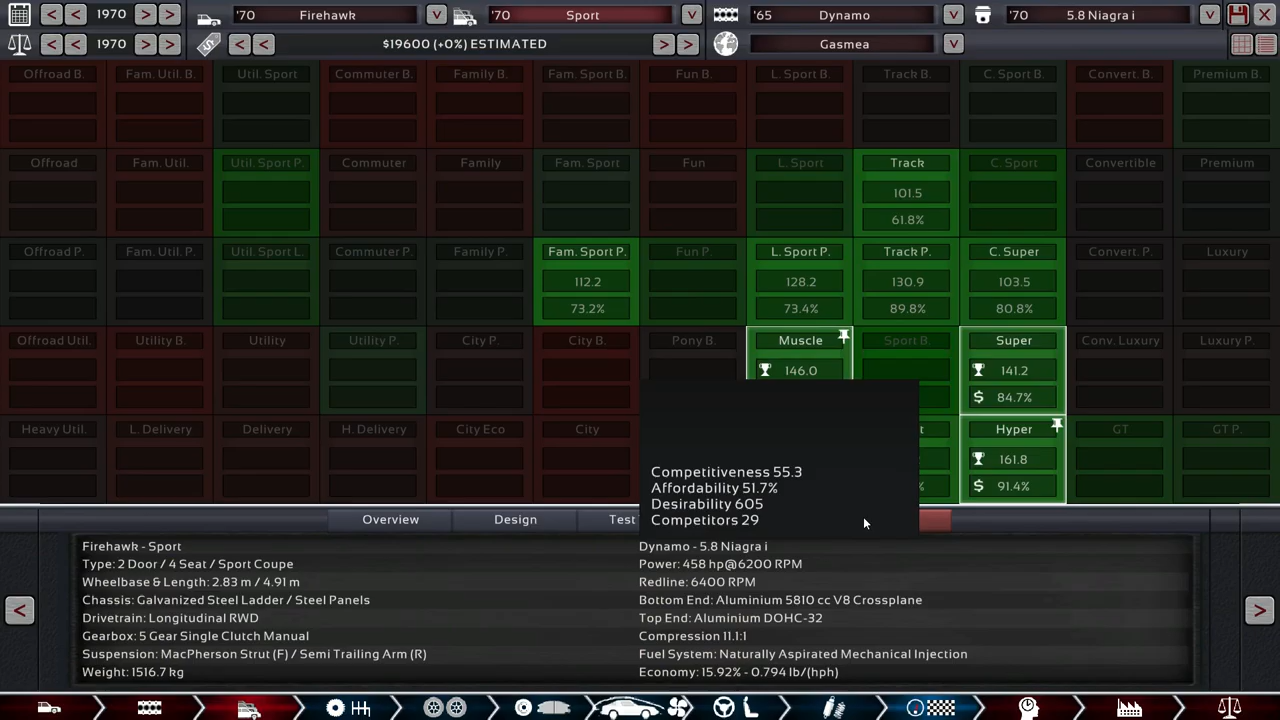 1970 '70 Firehawk '70 Sport '65 Dynamo '70 5.8 Niagra i
1970 $19600 (+0%) ESTIMATED Gasmea
Offroad B. Fam. Util. B. Util. Sport Commuter B. Family B. Fam. Sport B. Fun B. L. Sport B. Track B. C. Sport B. Convert. B. Premium B.
Offroad Fam. Util. Util. Sport P. Commuter Family Fam. Sport Fun L. Sport Track C. Sport Convertible Premium
101.5
61.8%
Offroad P. Fam. Util. P. Util. Sport L. Commuter P. Family P. Fam. Sport P. Fun P. L. Sport P. Track P. C. Super Convert. P. Luxury
112.2 128.2 130.9 103.5
73.2% 73.4% 89.8% 80.8%
Offroad Util. Utility B. Utility Utility P. City P. City B. Pony B. Muscle Sport B. Super Conv. Luxury Luxury P.
146.0 141.2
$ 84.7%
Heavy Util. L. Delivery Delivery H. Delivery City Eco City Hyper GT GT P.
161.8
$ 91.4%
Competitiveness 55.3
Affordability 51.7%
Desirability 605
Competitors 29
Overview Design Test
Firehawk - Sport
Type: 2 Door / 4 Seat / Sport Coupe
Wheelbase & Length: 2.83 m / 4.91 m
Chassis: Galvanized Steel Ladder / Steel Panels
Drivetrain: Longitudinal RWD
Gearbox: 5 Gear Single Clutch Manual
Suspension: MacPherson Strut (F) / Semi Trailing Arm (R)
Weight: 1516.7 kg
Dynamo - 5.8 Niagra i
Power: 458 hp@6200 RPM
Redline: 6400 RPM
Bottom End: Aluminium 5810 cc V8 Crossplane
Top End: Aluminium DOHC-32
Compression 11.1:1
Fuel System: Naturally Aspirated Mechanical Injection
Economy: 15.92% - 0.794 lb/(hph)